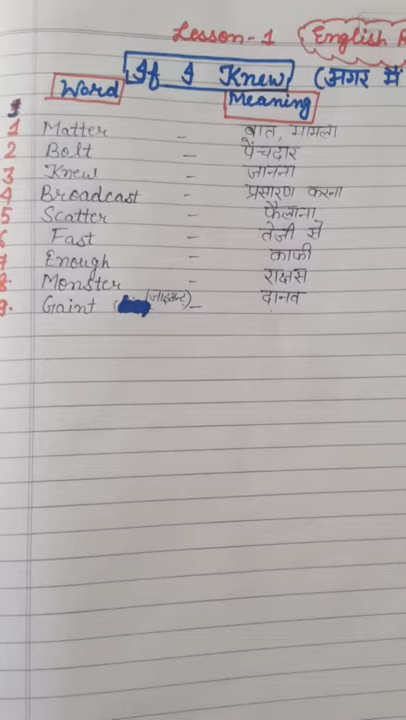 Lesson-1 English
If I Knew (अगर मैं
Word Meaning
1 Matter - बात, मामला
2 Bolt - पेंचदार
3 Knew - जानना
4 Broadcast - प्रसारण करना
5 Scatter - फैलाना
6 Fast - तेजी से
7 Enough - काफी
8. Monster - राक्षस
9. Gaint (जाइअन्ट) - दानव